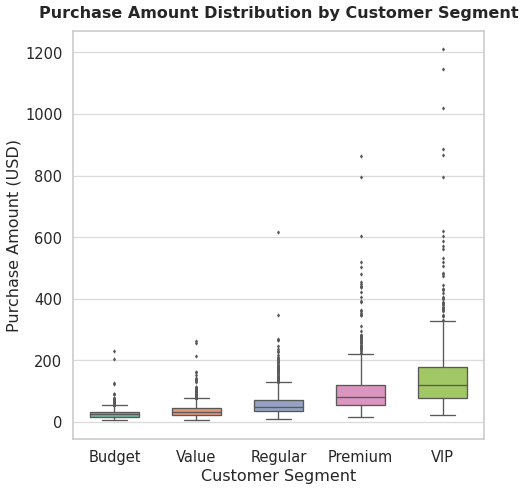 Purchase Amount Distribution by Customer Segment
Purchase Amount (USD)
1200
1000
800
600
400
200
0
Budget Value Regular Premium VIP
Customer Segment